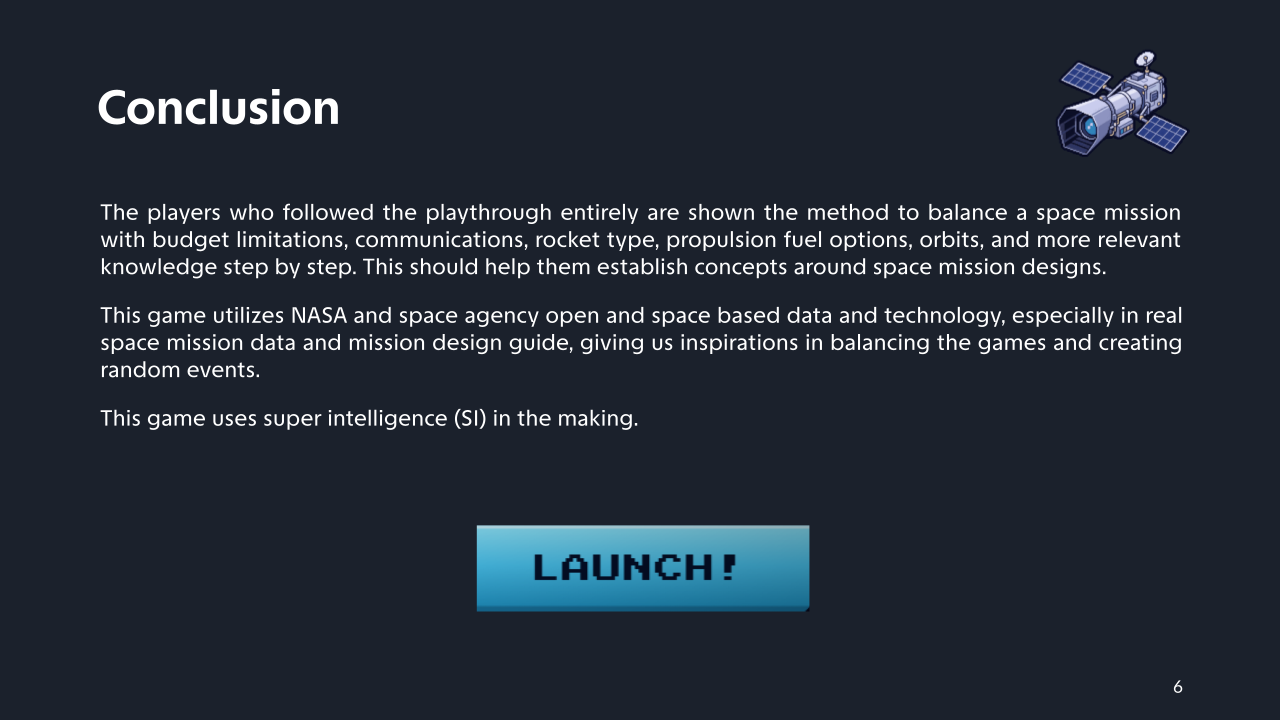 Conclusion
The players who followed the playthrough entirely are shown the method to balance a space mission
with budget limitations, communications, rocket type, propulsion fuel options, orbits, and more relevant
knowledge step by step. This should help them establish concepts around space mission designs.
This game utilizes NASA and space agency open and space based data and technology, especially in real
space mission data and mission design guide, giving us inspirations in balancing the games and creating
random events.
This game uses super intelligence (SI) in the making.
LAUNCH!
6